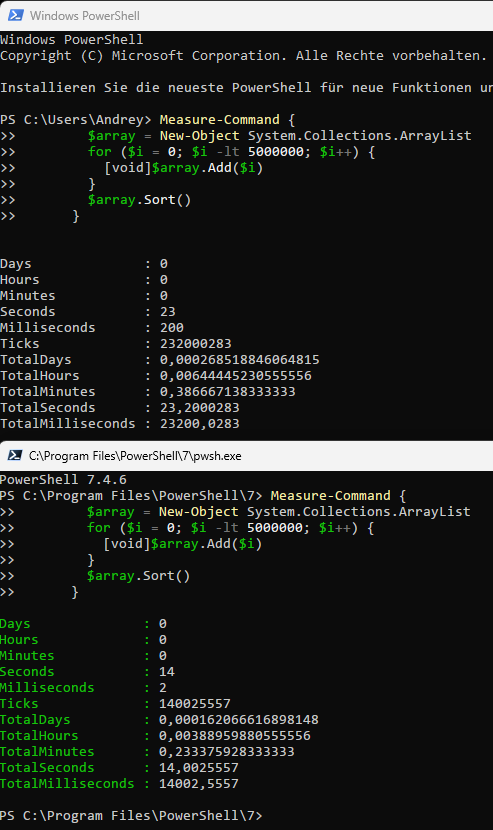 Windows PowerShell
Windows PowerShell
Copyright (C) Microsoft Corporation. Alle Rechte vorbehalten.
Installieren Sie die neueste PowerShell für neue Funktionen
PS C:\Users\Andrey> Measure-Command {
>>         $array = New-Object System.Collections.ArrayList
>>         for ($i = 0; $i -lt 5000000; $i++) {
>>           [void]$array.Add($i)
>>         }
>>         $array.Sort()
>>       }
Days              : 0
Hours             : 0
Minutes           : 0
Seconds           : 23
Milliseconds      : 200
Ticks             : 232000283
TotalDays         : 0,000268518846064815
TotalHours        : 0,00644445230555556
TotalMinutes      : 0,386667138333333
TotalSeconds      : 23,2000283
TotalMilliseconds : 23200,0283
C:\Program Files\PowerShell\7\pwsh.exe
PowerShell 7.4.6
PS C:\Program Files\PowerShell\7> Measure-Command {
>>         $array = New-Object System.Collections.ArrayList
>>         for ($i = 0; $i -lt 5000000; $i++) {
>>           [void]$array.Add($i)
>>         }
>>         $array.Sort()
>>       }
Days              : 0
Hours             : 0
Minutes           : 0
Seconds           : 14
Milliseconds      : 2
Ticks             : 140025557
TotalDays         : 0,000162066616898148
TotalHours        : 0,00388959880555556
TotalMinutes      : 0,233375928333333
TotalSeconds      : 14,0025557
TotalMilliseconds : 14002,5557
PS C:\Program Files\PowerShell\7>